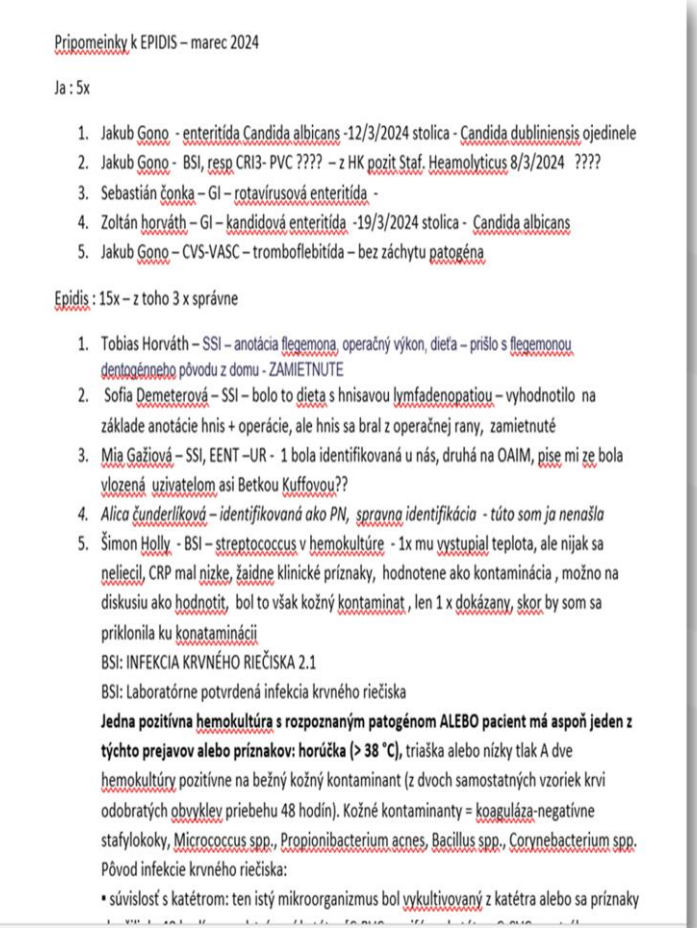 Pripomeinky k EPIDIS – marec 2024
Ja : 5x
1. Jakub Gono - enteritída Candida albicans -12/3/2024 stolica - Candida dubliniensis ojedinele
2. Jakub Gono - BSI, resp CRI3- PVC ???? – z HK pozit Staf. Heamolyticus 8/3/2024 ????
3. Sebastián čonka – GI – rotavírusová enteritída -
4. Zoltán horváth – GI – kandidová enteritída -19/3/2024 stolica - Candida albicans
5. Jakub Gono – CVS-VASC – tromboflebitída – bez záchytu patogéna
Epidis : 15x – z toho 3 x správne
1. Tobias Horváth – SSI – anotácia flegemona, operačný výkon, dieťa – prišlo s flegemonou
dentogénneho pôvodu z domu - ZAMIETNUTE
2. Sofia Demeterová – SSI – bolo to dieta s hnisavou lymfadenopatiou – vyhodnotilo na
základe anotácie hnis + operácie, ale hnis sa bral z operačnej rany, zamietnuté
3. Mia Gažiová – SSI, EENT –UR - 1 bola identifikovaná u nás, druhá na OAIM, pise mi ze bola
vlozená uzivatelom asi Betkou Kuffovou??
4. Alica čunderlíková – identifikovaná ako PN, spravna identifikácia - túto som ja nenašla
5. Šimon Holly - BSI – streptococcus v hemokultúre - 1x mu vystupial teplota, ale nijak sa
neliecil, CRP mal nizke, žaidne klinické príznaky, hodnotene ako kontaminácia , možno na
diskusiu ako hodnotit, bol to však kožný kontaminat , len 1 x dokázany, skor by som sa
priklonila ku konataminácii
BSI: INFEKCIA KRVNÉHO RIEČISKA 2.1
BSI: Laboratórne potvrdená infekcia krvného riečiska
Jedna pozitívna hemokultúra s rozpoznaným patogénom ALEBO pacient má aspoň jeden z
týchto prejavov alebo príznakov: horúčka (> 38 °C), triaška alebo nízky tlak A dve
hemokultúry pozitívne na bežný kožný kontaminant (z dvoch samostatných vzoriek krvi
odobratých obvykley priebehu 48 hodín). Kožné kontaminanty = koaguláza-negatívne
stafylokoky, Micrococcus spp., Propionibacterium acnes, Bacillus spp., Corynebacterium spp.
Pôvod infekcie krvného riečiska:
• súvislosť s katétrom: ten istý mikroorganizmus bol vykultivovaný z katétra alebo sa príznaky